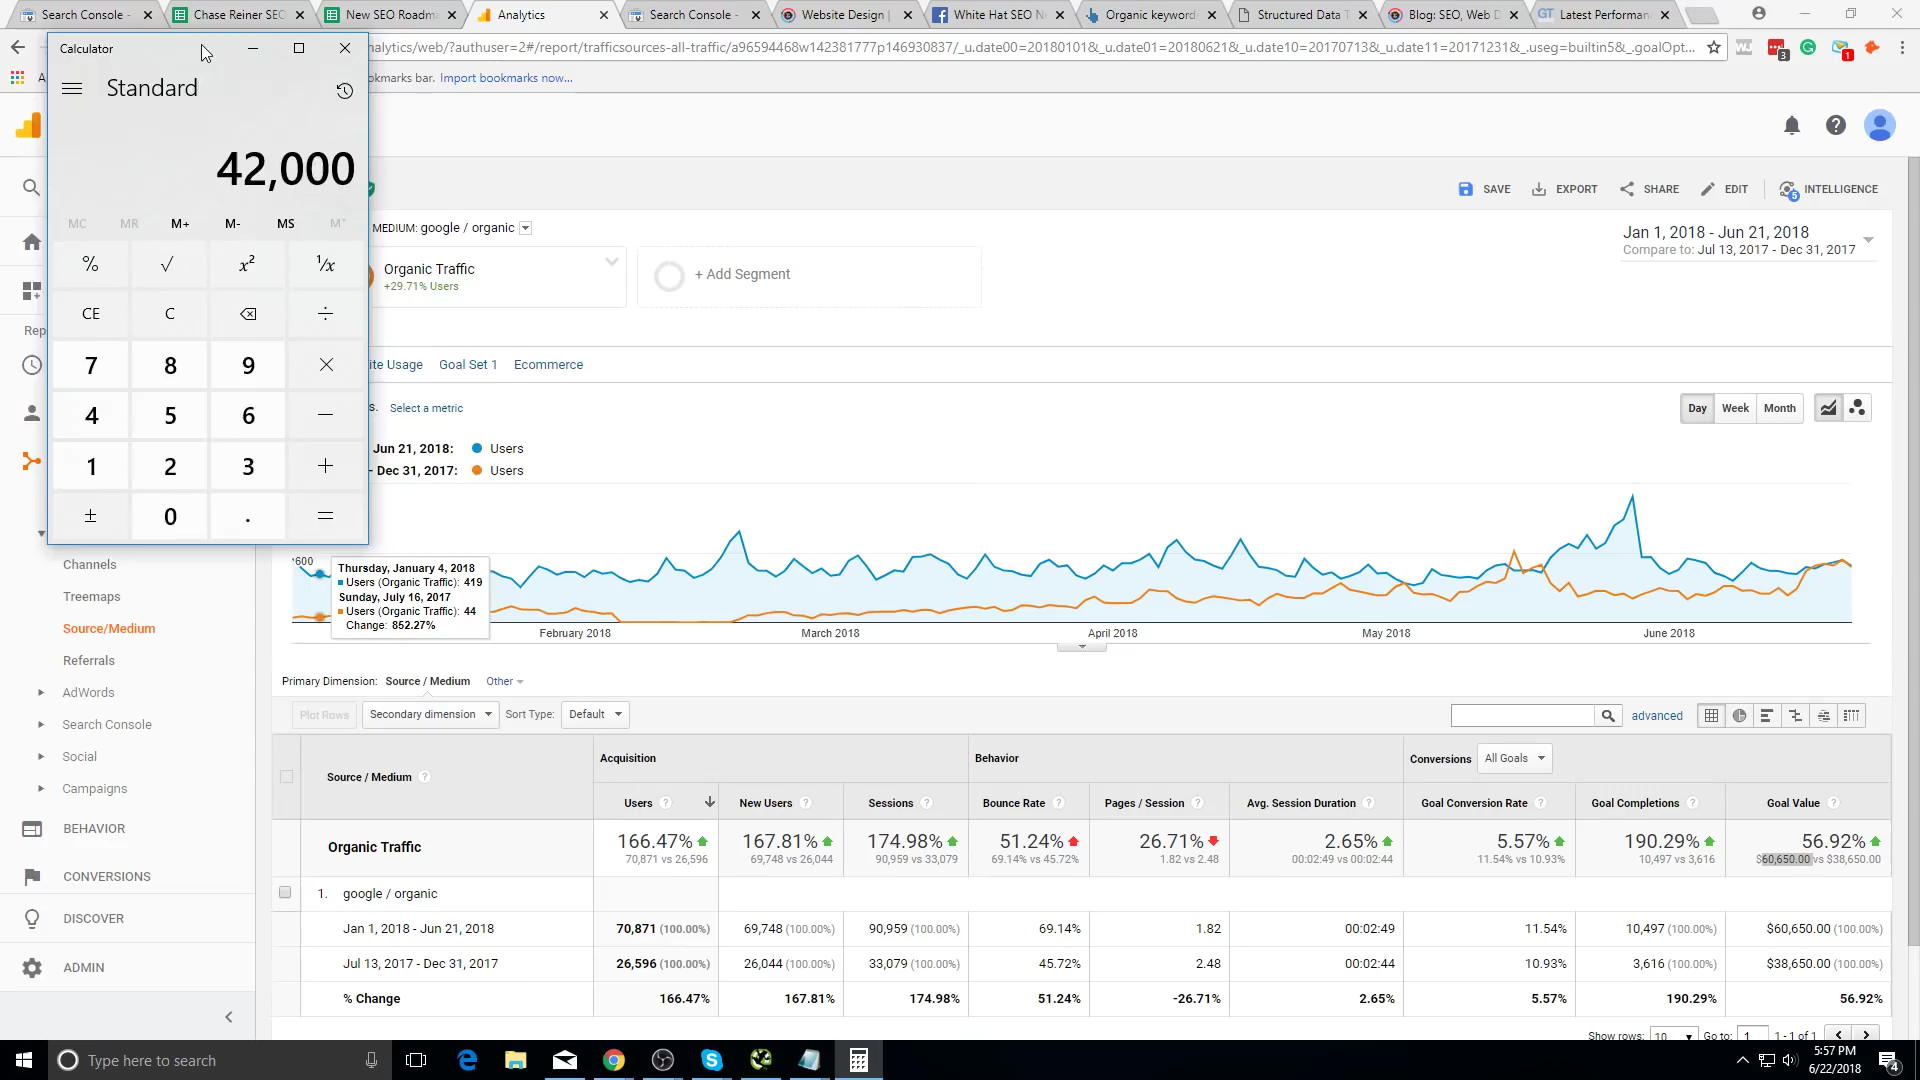 Search Console -
Chase Reiner SEO
New SEO Roadma
Analytics
Search Console -
Website Design |
White Hat SEO N
Organic keyword
Structured Data T
Blog: SEO, Web D
GT Latest Performan
nalytics/web/?authuser=2#/report/trafficsources-all-traffic/a96594468w142381777p146930837/_u.date00=20180101&_u.date01=20180621&_u.date10=20170713&_u.date11=20171231&_.useg=builtin5&_.goalOpt...
3
1
okmarks bar. Import bookmarks now...
Calculator
Standard
42,000
MC MR M+ M- MS
% √ x² ¹/x
CE C ÷
7 8 9 ×
4 5 6 −
1 2 3 +
± 0 . =
SAVE EXPORT SHARE EDIT INTELLIGENCE
5
MEDIUM: google / organic
Jan 1, 2018 - Jun 21, 2018
Compare to: Jul 13, 2017 - Dec 31, 2017
Organic Traffic
+29.71% Users
+ Add Segment
Rep
ite Usage Goal Set 1 Ecommerce
s. Select a metric
Day Week Month
Jun 21, 2018: Users
- Dec 31, 2017: Users
600
Thursday, January 4, 2018
Users (Organic Traffic): 419
Sunday, July 16, 2017
Users (Organic Traffic): 44
Change: 852.27%
February 2018 March 2018 April 2018 May 2018 June 2018
Channels
Treemaps
Source/Medium
Referrals
AdWords
Search Console
Social
Campaigns
BEHAVIOR
CONVERSIONS
DISCOVER
ADMIN
Primary Dimension: Source / Medium Other
Plot Rows Secondary dimension Sort Type: Default advanced
Source / Medium Acquisition Behavior Conversions All Goals
Users New Users Sessions Bounce Rate Pages / Session Avg. Session Duration Goal Conversion Rate Goal Completions Goal Value
Organic Traffic 166.47% 167.81% 174.98% 51.24% 26.71% 2.65% 5.57% 190.29% 56.92%
70,871 vs 26,596 69,748 vs 26,044 90,959 vs 33,079 69.14% vs 45.72% 1.82 vs 2.48 00:02:49 vs 00:02:44 11.54% vs 10.93% 10,497 vs 3,616 $60,650.00 vs $38,650.00
1. google / organic
Jan 1, 2018 - Jun 21, 2018 70,871 (100.00%) 69,748 (100.00%) 90,959 (100.00%) 69.14% 1.82 00:02:49 11.54% 10,497 (100.00%) $60,650.00 (100.00%)
Jul 13, 2017 - Dec 31, 2017 26,596 (100.00%) 26,044 (100.00%) 33,079 (100.00%) 45.72% 2.48 00:02:44 10.93% 3,616 (100.00%) $38,650.00 (100.00%)
% Change 166.47% 167.81% 174.98% 51.24% -26.71% 2.65% 5.57% 190.29% 56.92%
Show rows: 10 Go to: 1 1 - 1 of 1
Type here to search
5:57 PM
6/22/2018
4